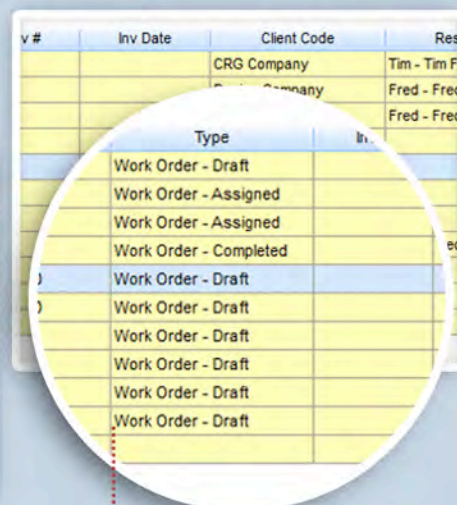 v # Inv Date Client Code Res
CRG Company Tim - Tim F
Company Fred - Fred
Fred - Fred
Type In
Work Order - Draft
Work Order - Assigned
Work Order - Assigned
Work Order - Completed
Work Order - Draft
Work Order - Draft
Work Order - Draft
Work Order - Draft
Work Order - Draft
Work Order - Draft